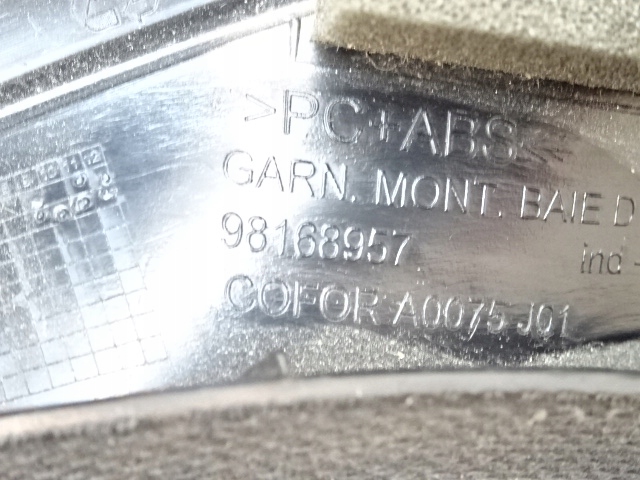 L
>PC+ABS<
GARN. MONT. BAIE D
98168957
ind -
COFOR A0075 J01